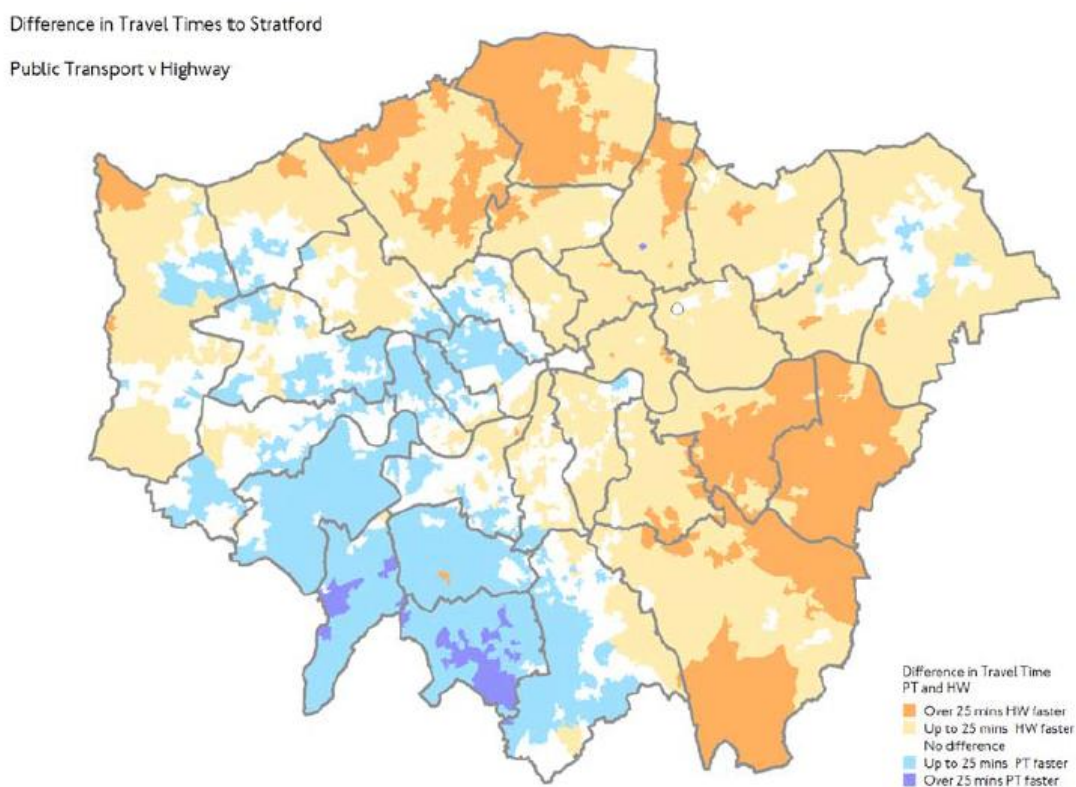 Difference in Travel Times to Stratford
Public Transport v Highway
Difference in Travel Time
PT and HW
Over 25 mins HW faster
Up to 25 mins HW faster
No difference
Up to 25 mins PT faster
Over 25 mins PT faster